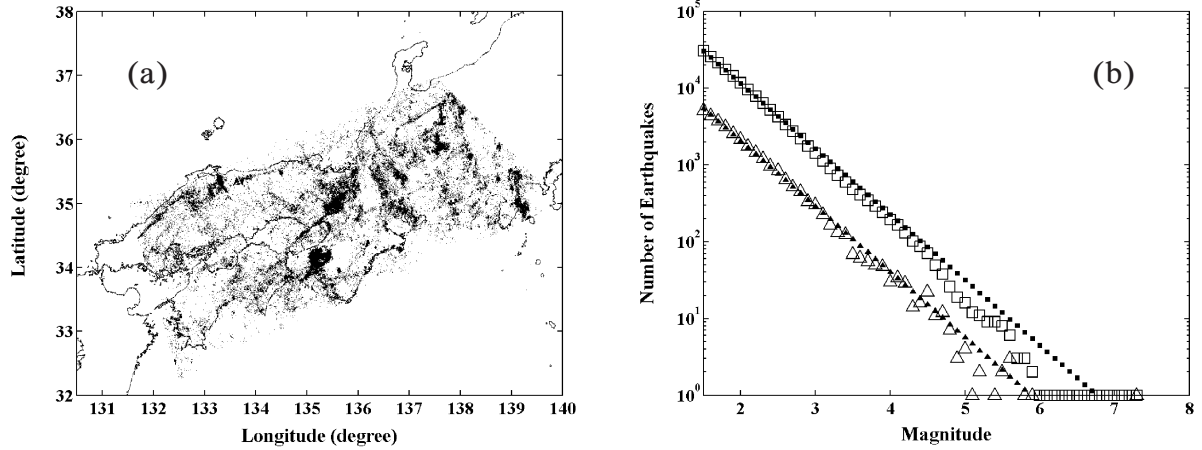 38
37
36
35
34
33
32
131 132 133 134 135 136 137 138 139 140
Latitude (degree)
Longitude (degree)
(a)
10^5
10^4
10^3
10^2
10^1
10^0
2 3 4 5 6 7 8
Number of Earthquakes
Magnitude
(b)